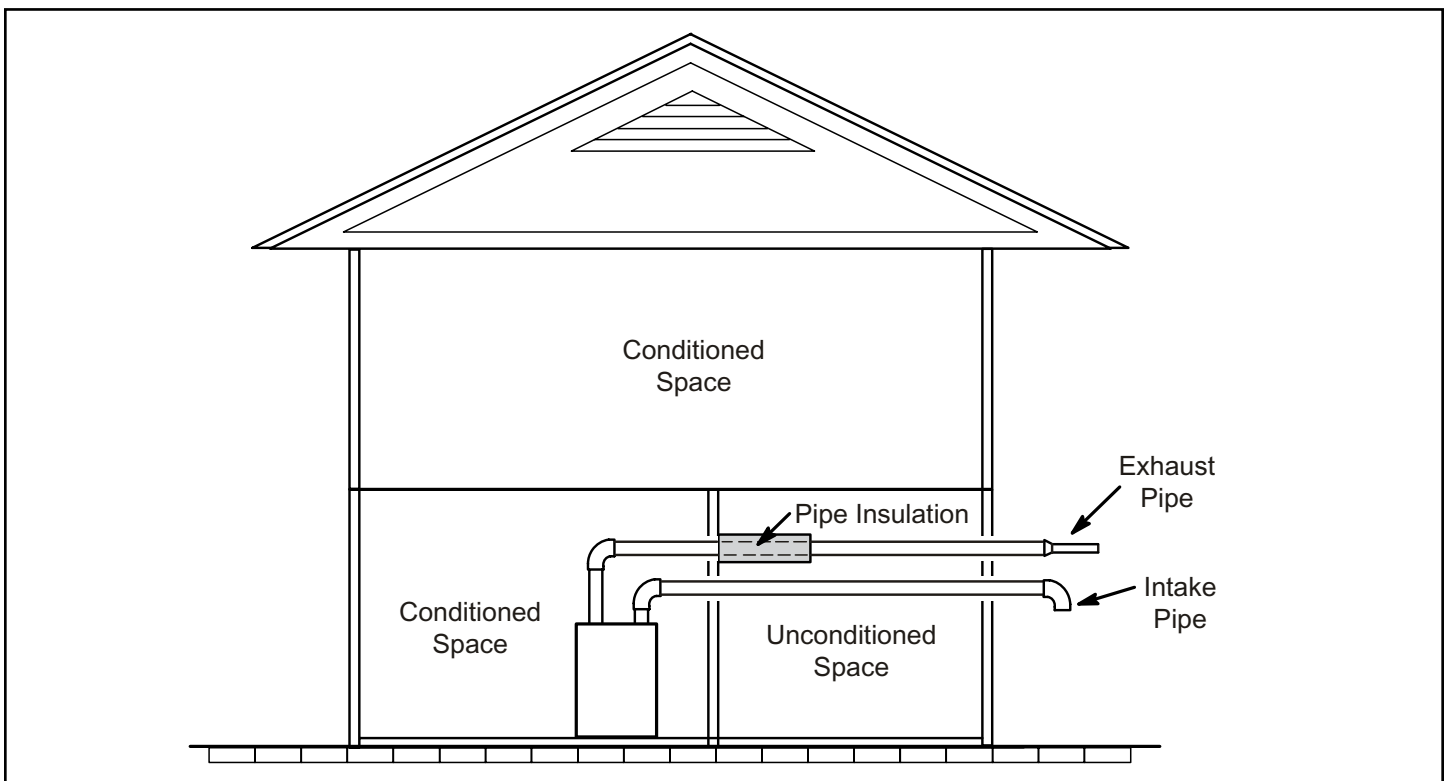 Conditioned
Space
Exhaust
Pipe
Pipe Insulation
Intake
Pipe
Conditioned
Space
Unconditioned
Space